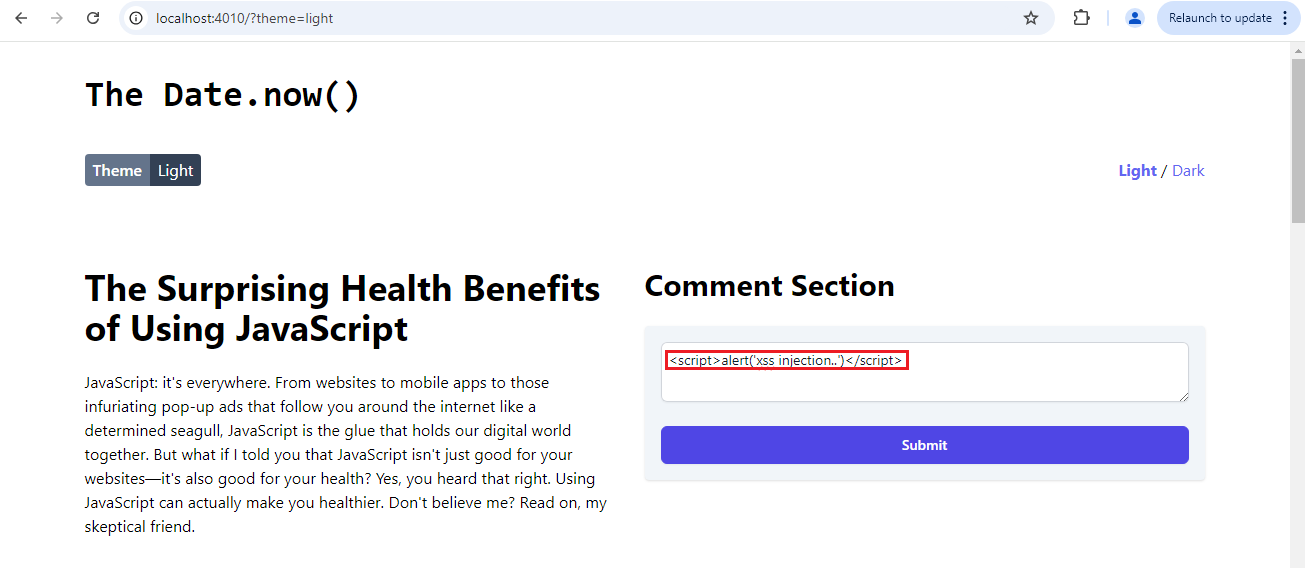 localhost:4010/?theme=light
Relaunch to update
The Date.now()
Theme Light
Light / Dark
The Surprising Health Benefits
of Using JavaScript
JavaScript: it's everywhere. From websites to mobile apps to those
infuriating pop-up ads that follow you around the internet like a
determined seagull, JavaScript is the glue that holds our digital world
together. But what if I told you that JavaScript isn't just good for your
websites—it's also good for your health? Yes, you heard that right. Using
JavaScript can actually make you healthier. Don't believe me? Read on, my
skeptical friend.
Comment Section
<script>alert('xss injection..')</script>
Submit